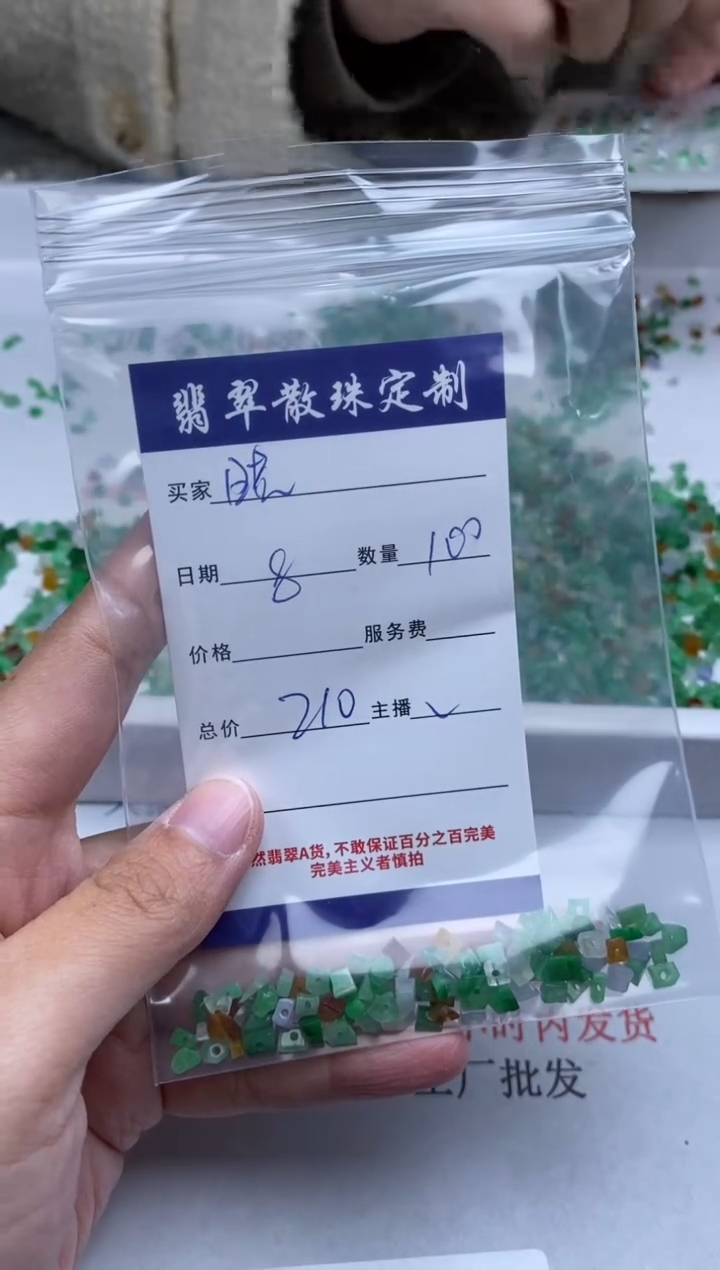 翡翠散珠定制
买家
日期 8 数量 100
价格 服务费
总价 210 主播 ✓
然翡翠A货，不敢保证百分之百完美
完美主义者慎拍
时内发货
工厂批发